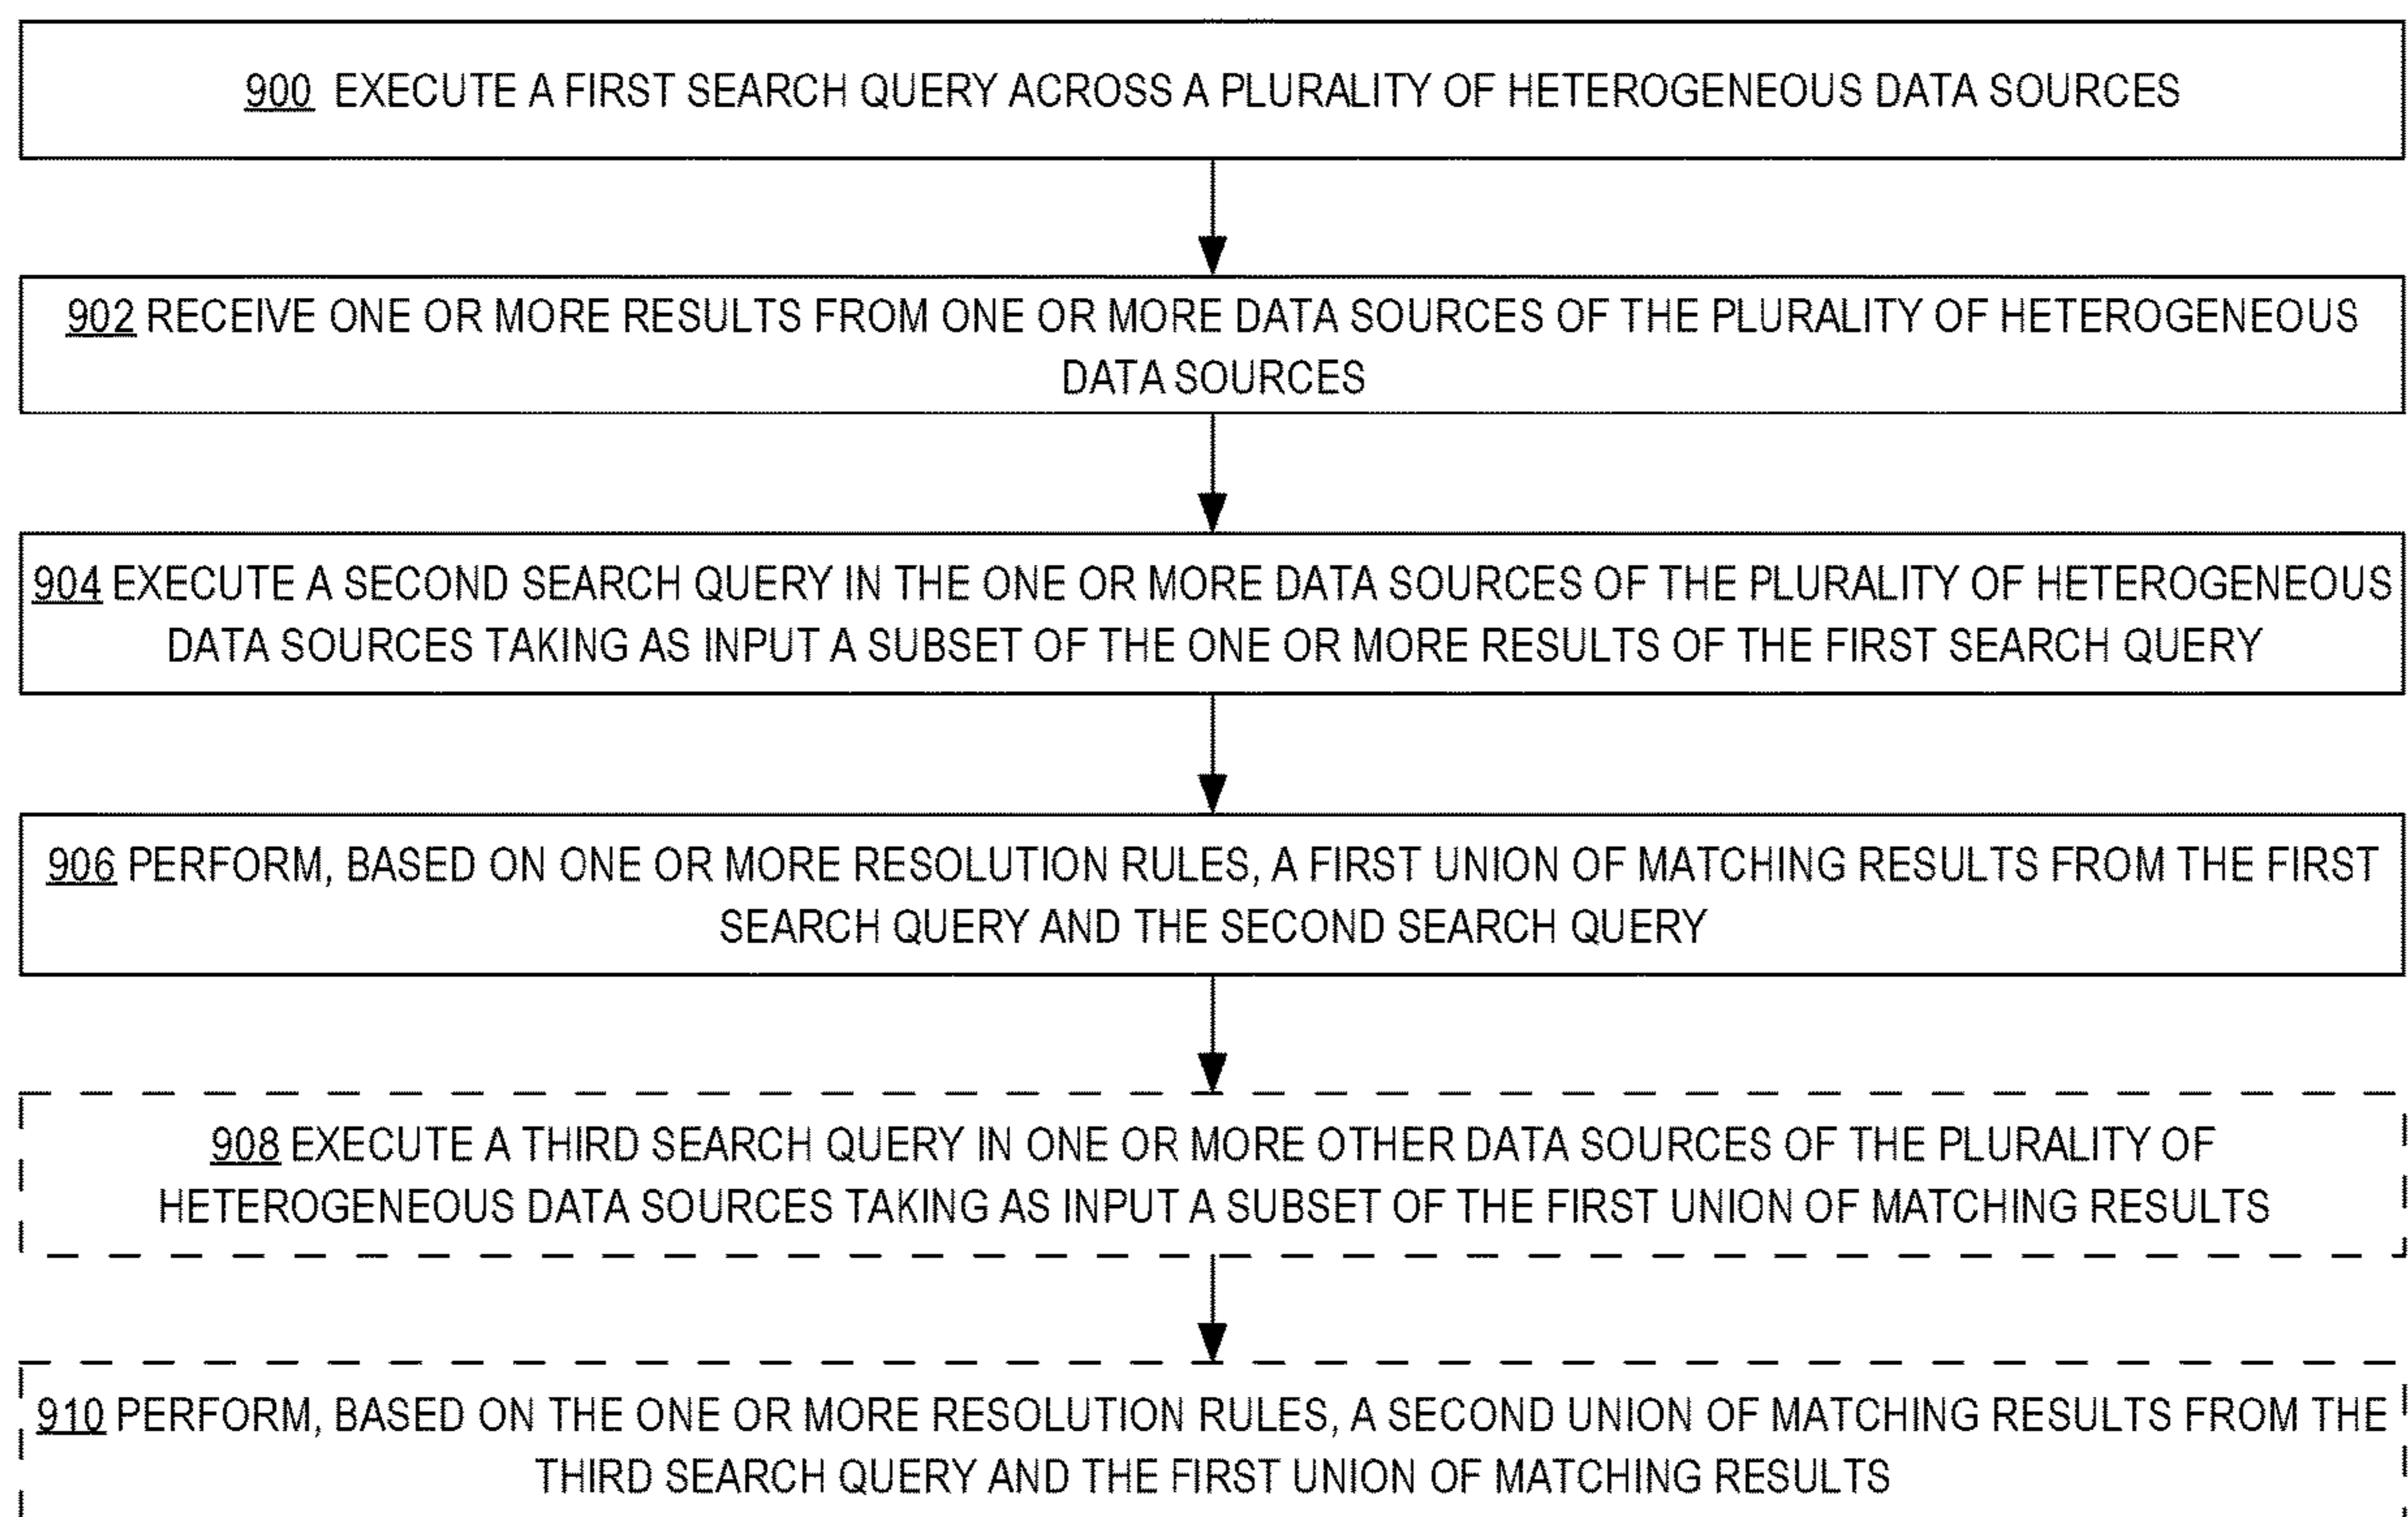 900 EXECUTE A FIRST SEARCH QUERY ACROSS A PLURALITY OF HETEROGENEOUS DATA SOURCES
902 RECEIVE ONE OR MORE RESULTS FROM ONE OR MORE DATA SOURCES OF THE PLURALITY OF HETEROGENEOUS
DATA SOURCES
904 EXECUTE A SECOND SEARCH QUERY IN THE ONE OR MORE DATA SOURCES OF THE PLURALITY OF HETEROGENEOUS
DATA SOURCES TAKING AS INPUT A SUBSET OF THE ONE OR MORE RESULTS OF THE FIRST SEARCH QUERY
906 PERFORM, BASED ON ONE OR MORE RESOLUTION RULES, A FIRST UNION OF MATCHING RESULTS FROM THE FIRST
SEARCH QUERY AND THE SECOND SEARCH QUERY
908 EXECUTE A THIRD SEARCH QUERY IN ONE OR MORE OTHER DATA SOURCES OF THE PLURALITY OF
HETEROGENEOUS DATA SOURCES TAKING AS INPUT A SUBSET OF THE FIRST UNION OF MATCHING RESULTS
910 PERFORM, BASED ON THE ONE OR MORE RESOLUTION RULES, A SECOND UNION OF MATCHING RESULTS FROM THE
THIRD SEARCH QUERY AND THE FIRST UNION OF MATCHING RESULTS